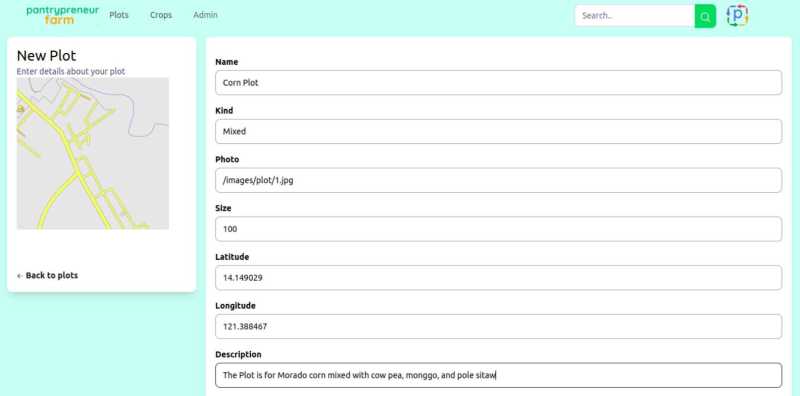 pantrypreneur
farm
Plots
Crops
Admin
Search..
p
New Plot
Enter details about your plot
← Back to plots
Name
Corn Plot
Kind
Mixed
Photo
/images/plot/1.jpg
Size
100
Latitude
14.149029
Longitude
121.388467
Description
The Plot is for Morado corn mixed with cow pea, monggo, and pole sitaw